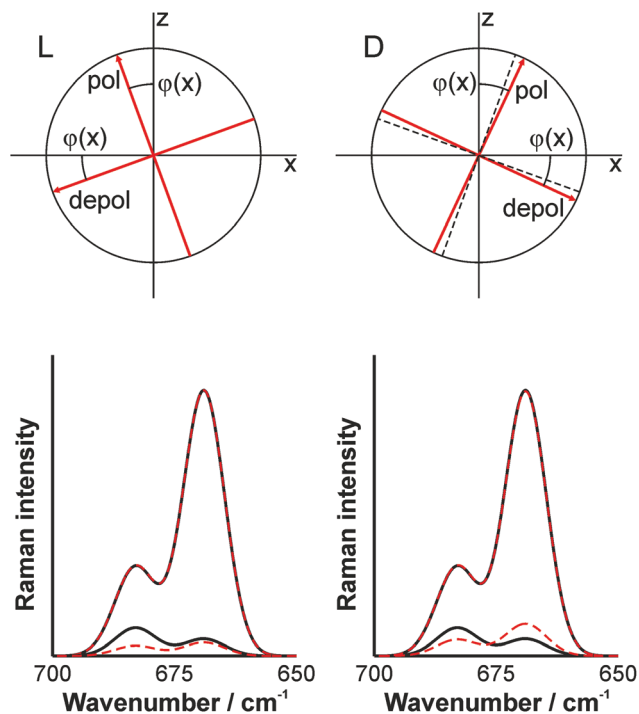 L
z
pol
φ(x)
φ(x)
x
depol
D
z
φ(x)
pol
φ(x)
x
depol
Raman intensity
700
675
650
Wavenumber / cm⁻¹
Raman intensity
700
675
650
Wavenumber / cm⁻¹